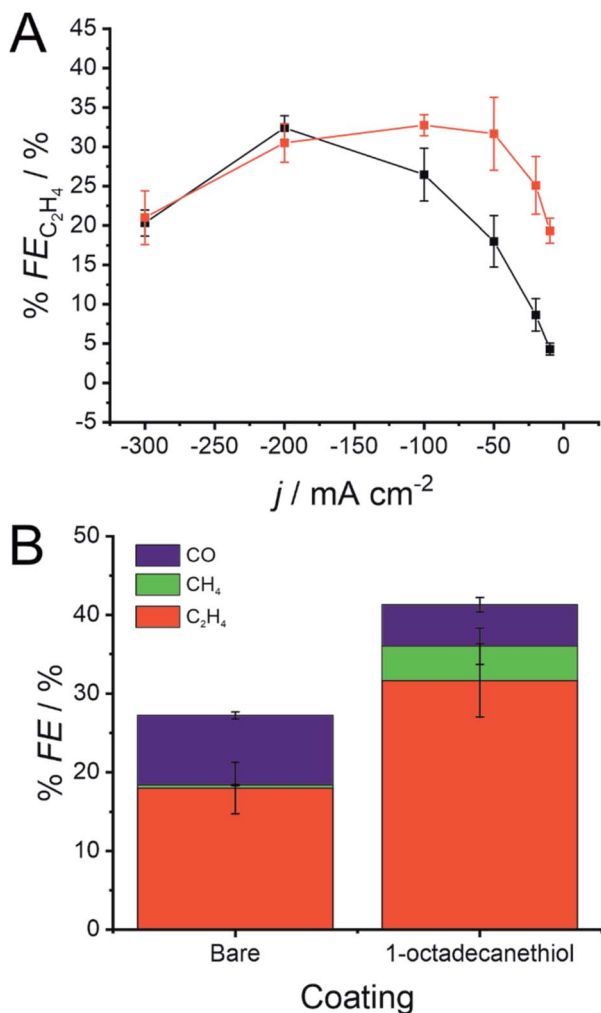 A
45
40
35
30
25
20
15
10
5
0
-5
% FE_C₂H₄ / %
-300 -250 -200 -150 -100 -50 0
j / mA cm⁻²
B
50
40
30
20
10
0
% FE / %
CO
CH₄
C₂H₄
Bare 1-octadecanethiol
Coating